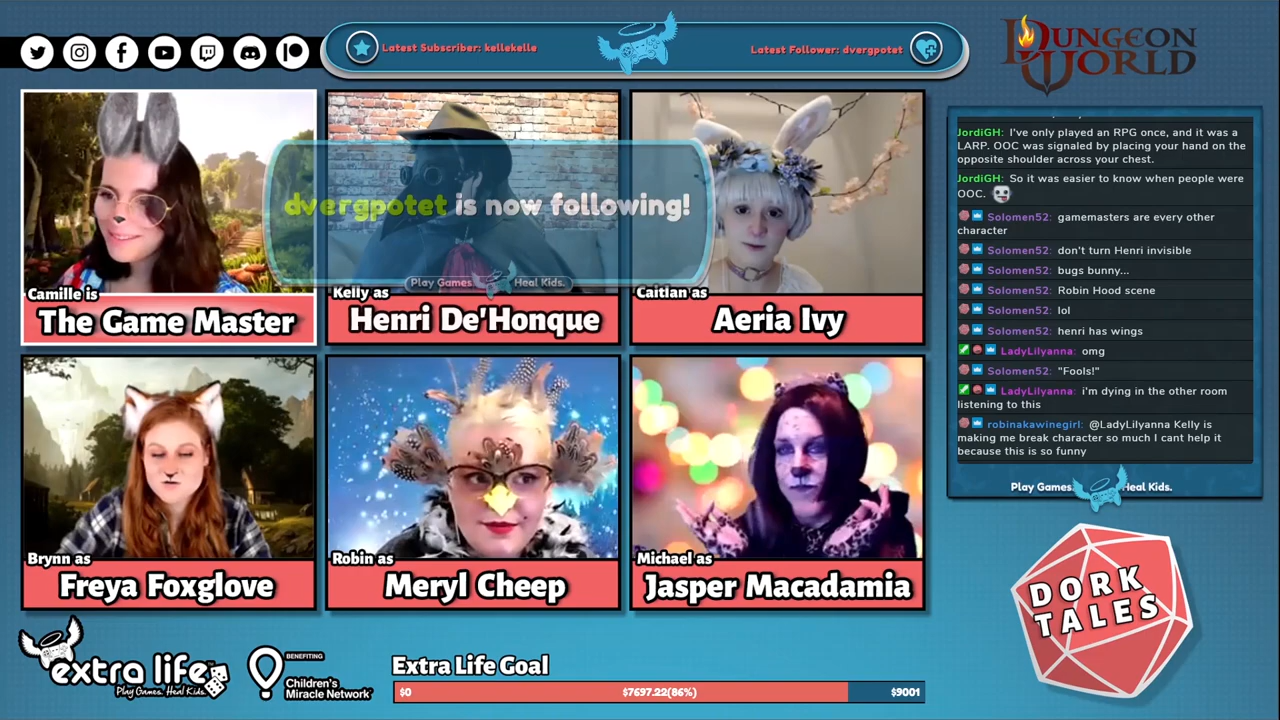 Latest Subscriber: kellekelle
Latest Follower: dvergpotet
DUNGEON
WORLD
dvergpotet is now following!
Play Games. Heal Kids.
Camille is
The Game Master
Kelly as
Henri De'Honque
Caitlan as
Aeria Ivy
Brynn as
Freya Foxglove
Robin as
Meryl Cheep
Michael as
Jasper Macadamia
JordiGH: I've only played an RPG once, and it was a
LARP. OOC was signaled by placing your hand on the
opposite shoulder across your chest.
JordiGH: So it was easier to know when people were
OOC.
Solomen52: gamemasters are every other
character
Solomen52: don't turn Henri invisible
Solomen52: bugs bunny...
Solomen52: Robin Hood scene
Solomen52: lol
Solomen52: henri has wings
LadyLilyanna: omg
Solomen52: "Fools!"
LadyLilyanna: i'm dying in the other room
listening to this
robinakawinegirl: @LadyLilyanna Kelly is
making me break character so much I cant help it
because this is so funny
Play Games. Heal Kids.
DORK
TALES
extra life
Play Games. Heal Kids.
BENEFITING
Children's
Miracle Network
Extra Life Goal
$0
$7697.22(86%)
$9001